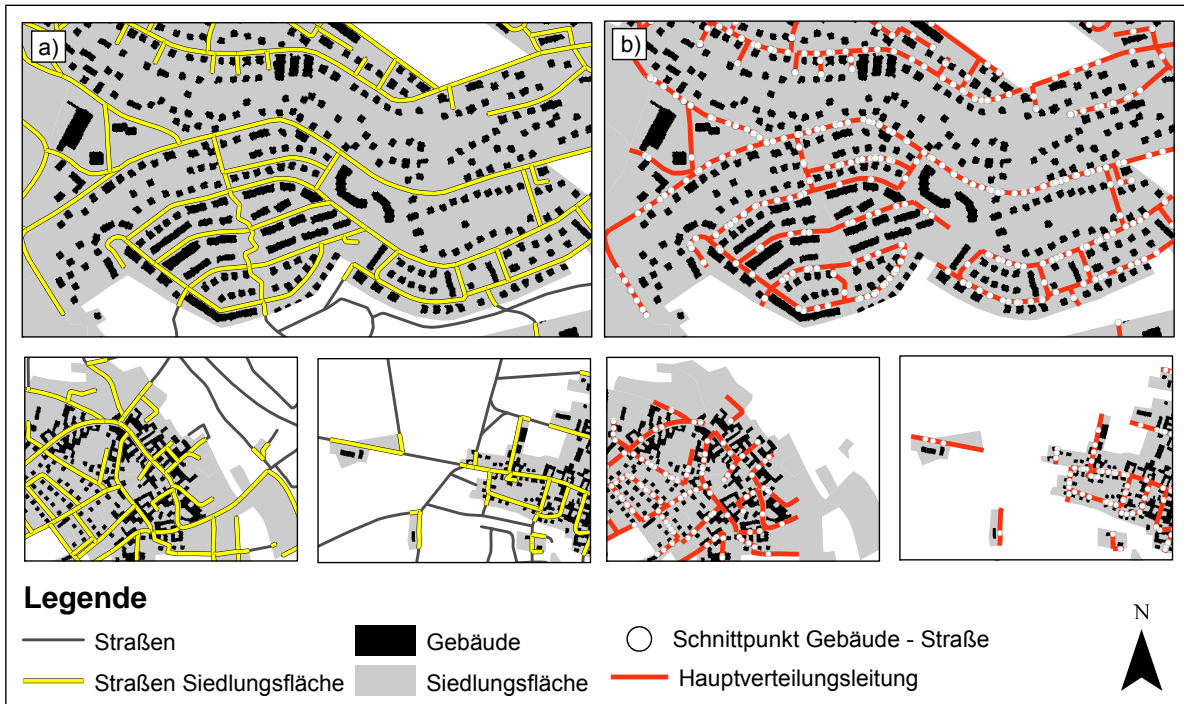 a)
b)
Legende
Straßen
Gebäude
Schnittpunkt Gebäude - Straße
N
Straßen Siedlungsfläche
Siedlungsfläche
Hauptverteilungsleitung